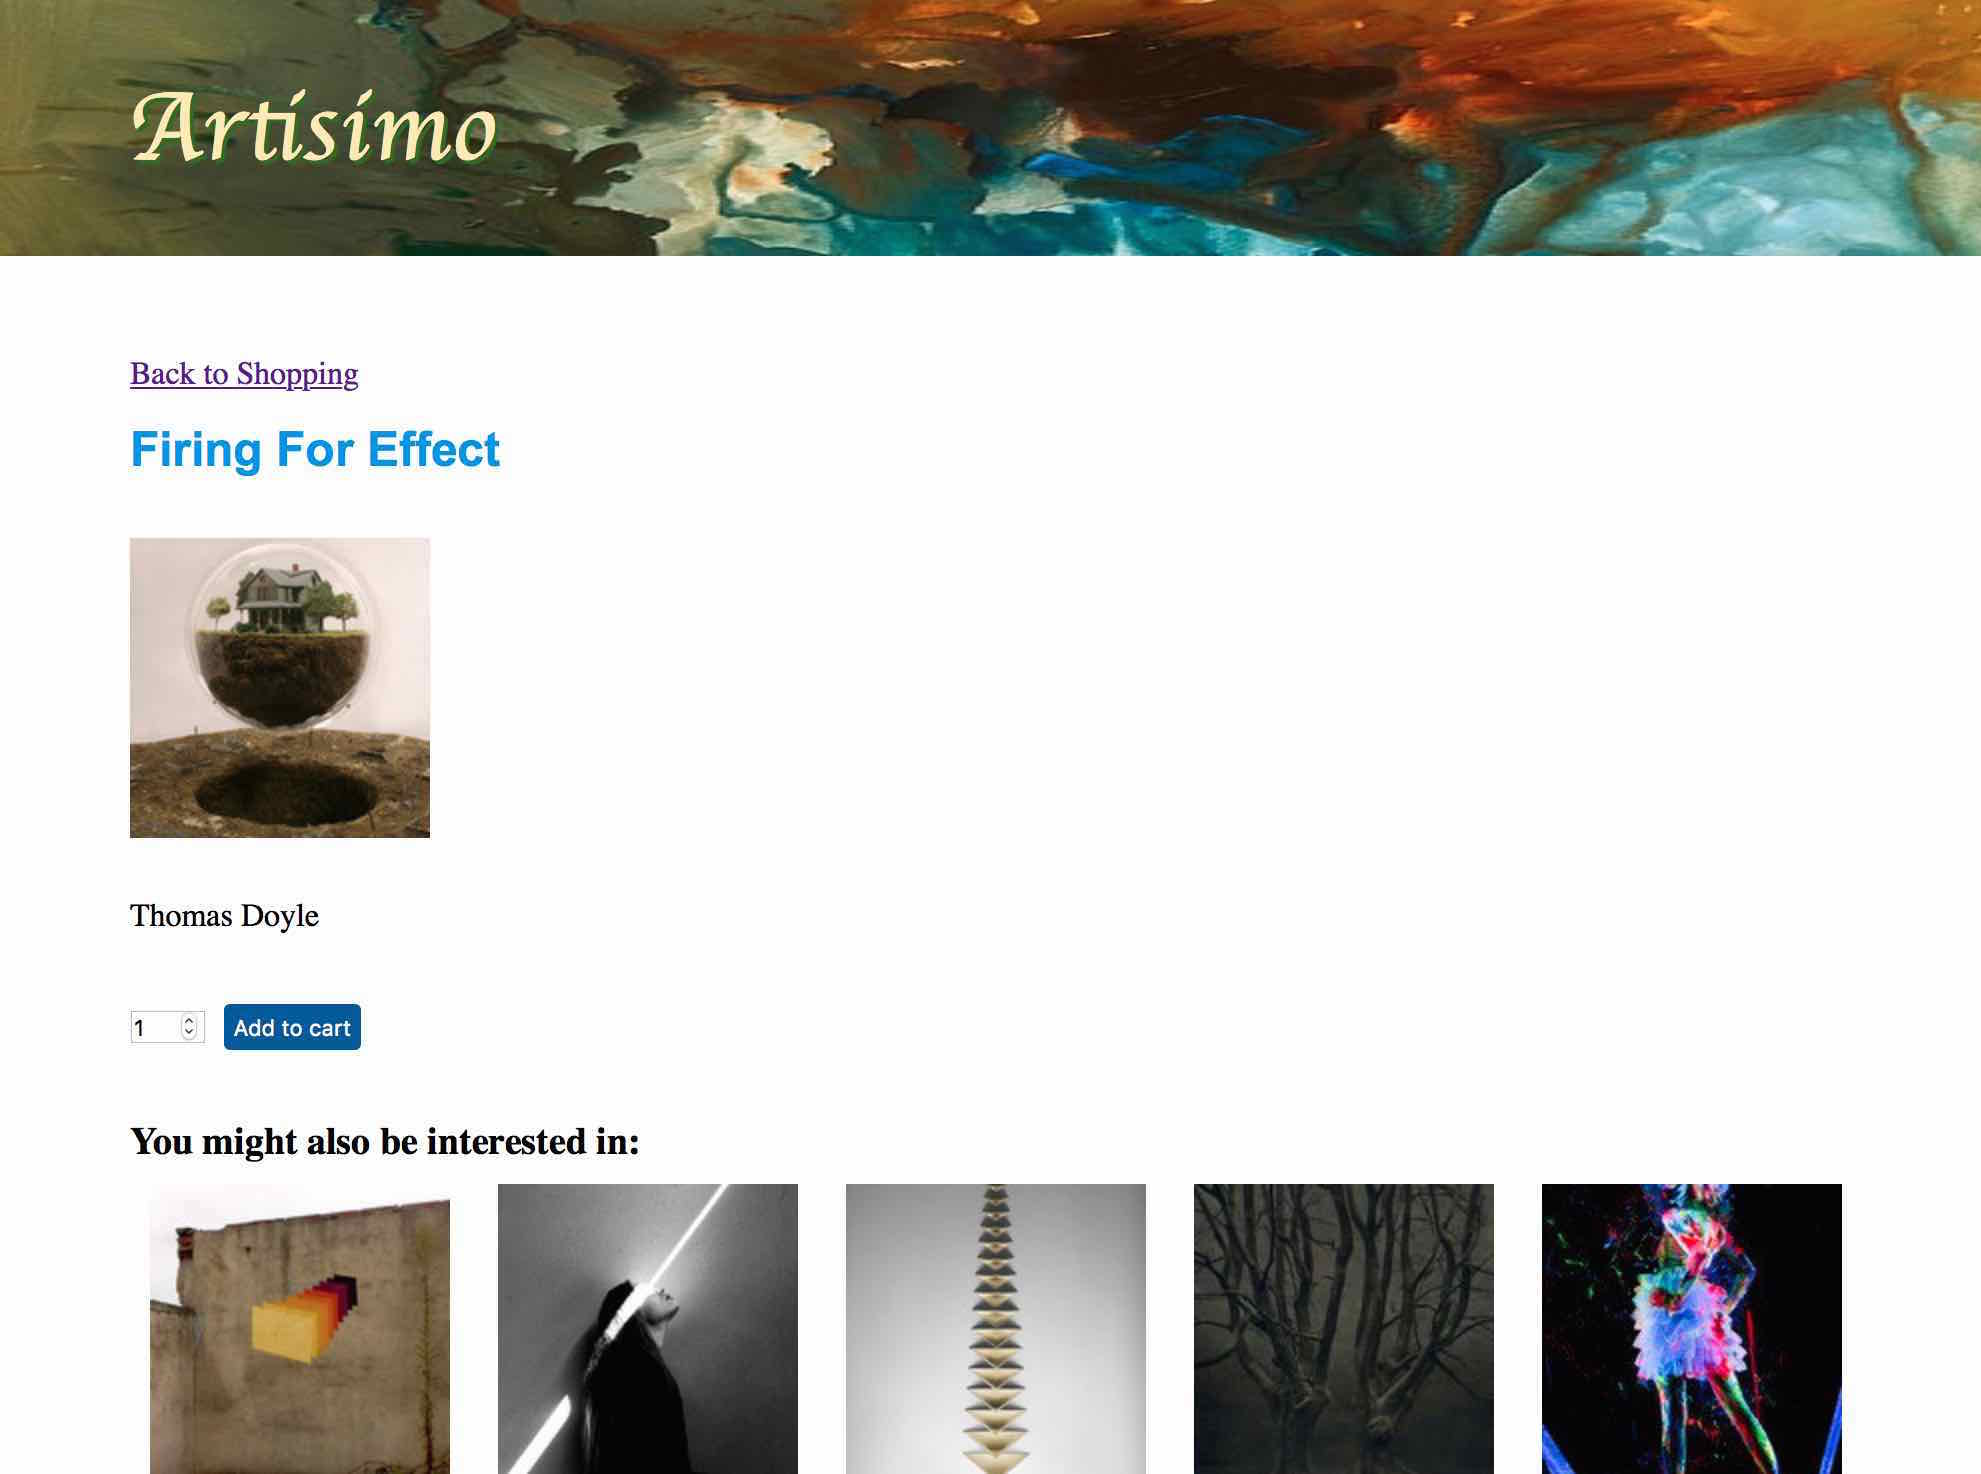 Artisimo
Back to Shopping
Firing For Effect
Thomas Doyle
1
Add to cart
You might also be interested in: